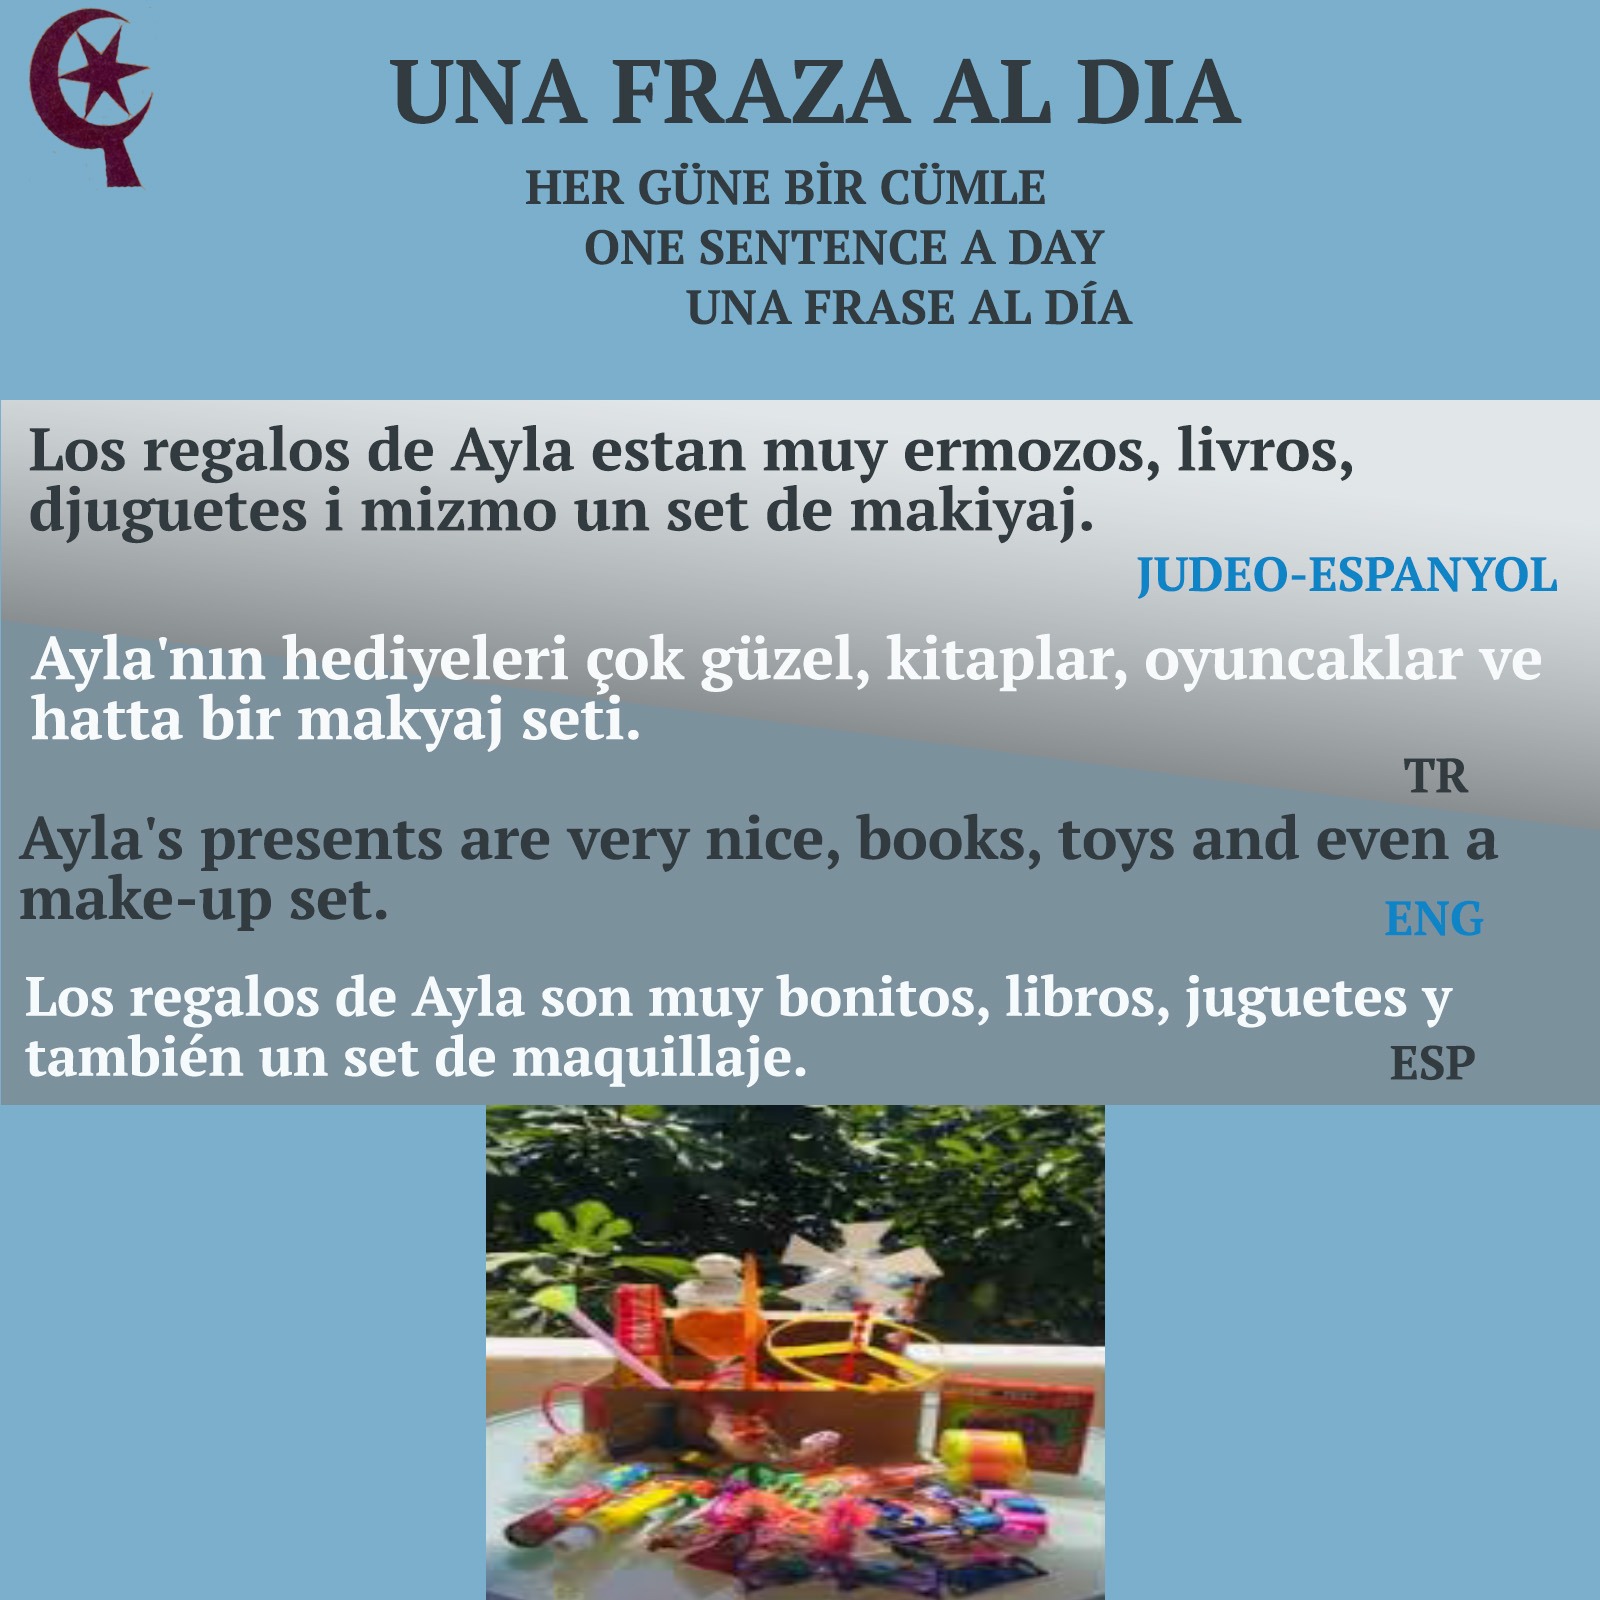 UNA FRAZA AL DIA
HER GÜNE BİR CÜMLE
ONE SENTENCE A DAY
UNA FRASE AL DÍA
Los regalos de Ayla estan muy ermozos, livros,
djuguetes i mizmo un set de makiyaj.
JUDEO-ESPANYOL
Ayla'nın hediyeleri çok güzel, kitaplar, oyuncaklar ve
hatta bir makyaj seti.
TR
Ayla's presents are very nice, books, toys and even a
make-up set.
ENG
Los regalos de Ayla son muy bonitos, libros, juguetes y
también un set de maquillaje.
ESP